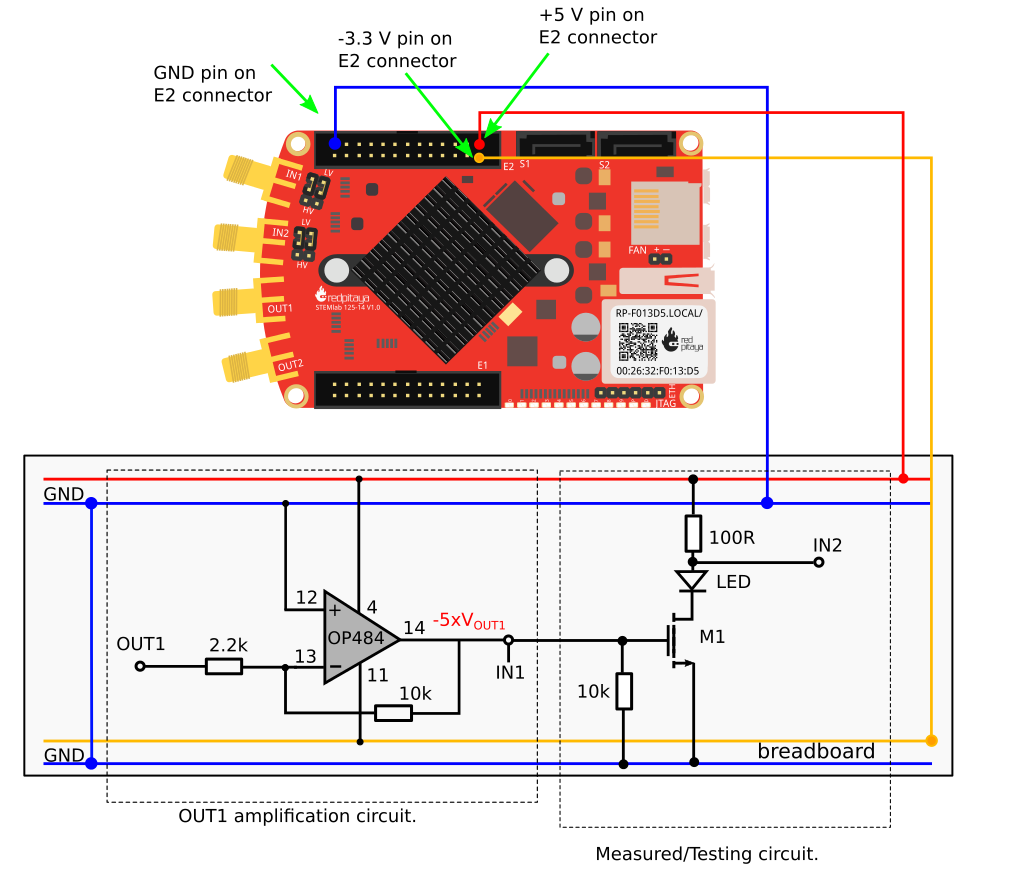 +5 V pin on
E2 connector
-3.3 V pin on
E2 connector
GND pin on
E2 connector
E2
S1
S2
IN1
LV
HV
IN2
LV
HV
FAN + −
OUT1
redpitaya
STEMlab 125-14 V1.0
RP-F013D5.LOCAL/
red
pitaya
00:26:32:F0:13:D5
OUT2
E1
ETH
JTAG
GND
100R
IN2
LED
12
+
4
OP484
14
-5xVOUT1
M1
OUT1
2.2k
13
−
11
IN1
10k
10k
GND
breadboard
OUT1 amplification circuit.
Measured/Testing circuit.